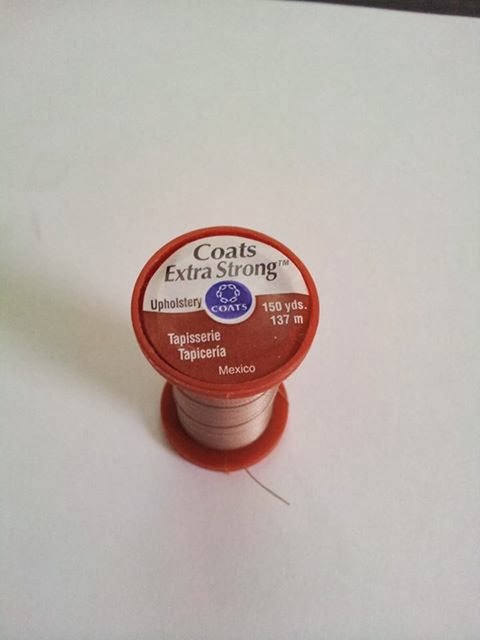 Coats
Extra Strong™
Upholstery
COATS
150 yds.
137 m
Tapisserie
Tapicería
Mexico